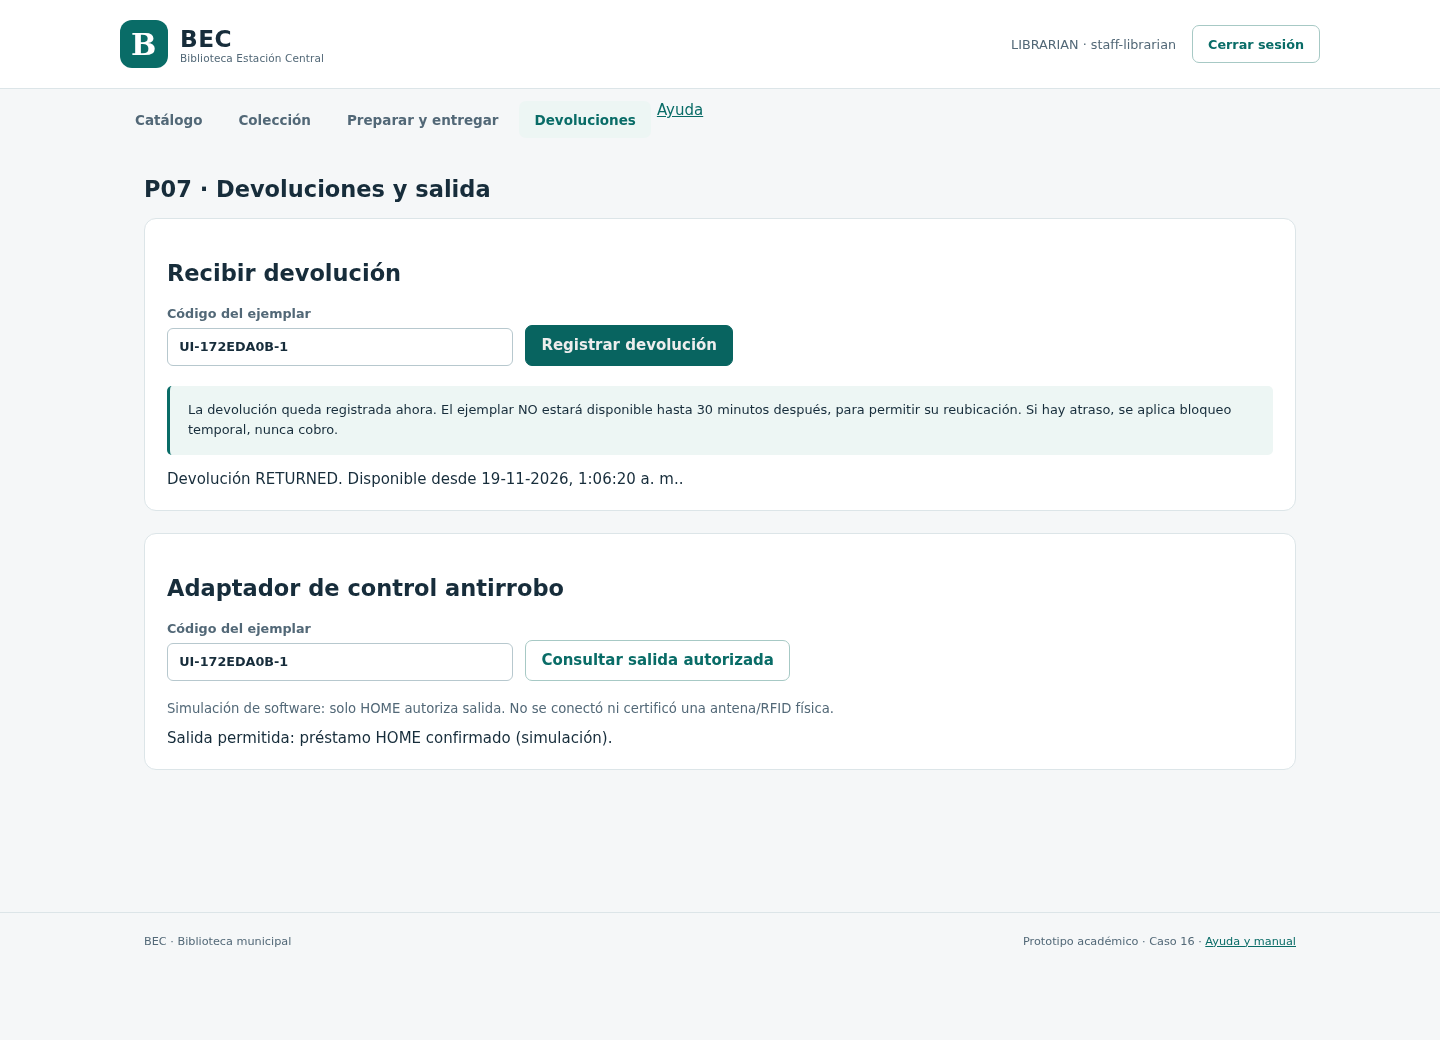 B
BEC
Biblioteca Estación Central
LIBRARIAN · staff-librarian
Cerrar sesión
Catálogo
Colección
Preparar y entregar
Devoluciones
Ayuda
P07 · Devoluciones y salida
Recibir devolución
Código del ejemplar
UI-172EDA0B-1
Registrar devolución
La devolución queda registrada ahora. El ejemplar NO estará disponible hasta 30 minutos después, para permitir su reubicación. Si hay atraso, se aplica bloqueo
temporal, nunca cobro.
Devolución RETURNED. Disponible desde 19-11-2026, 1:06:20 a. m..
Adaptador de control antirrobo
Código del ejemplar
UI-172EDA0B-1
Consultar salida autorizada
Simulación de software: solo HOME autoriza salida. No se conectó ni certificó una antena/RFID física.
Salida permitida: préstamo HOME confirmado (simulación).
BEC · Biblioteca municipal
Prototipo académico · Caso 16 · Ayuda y manual